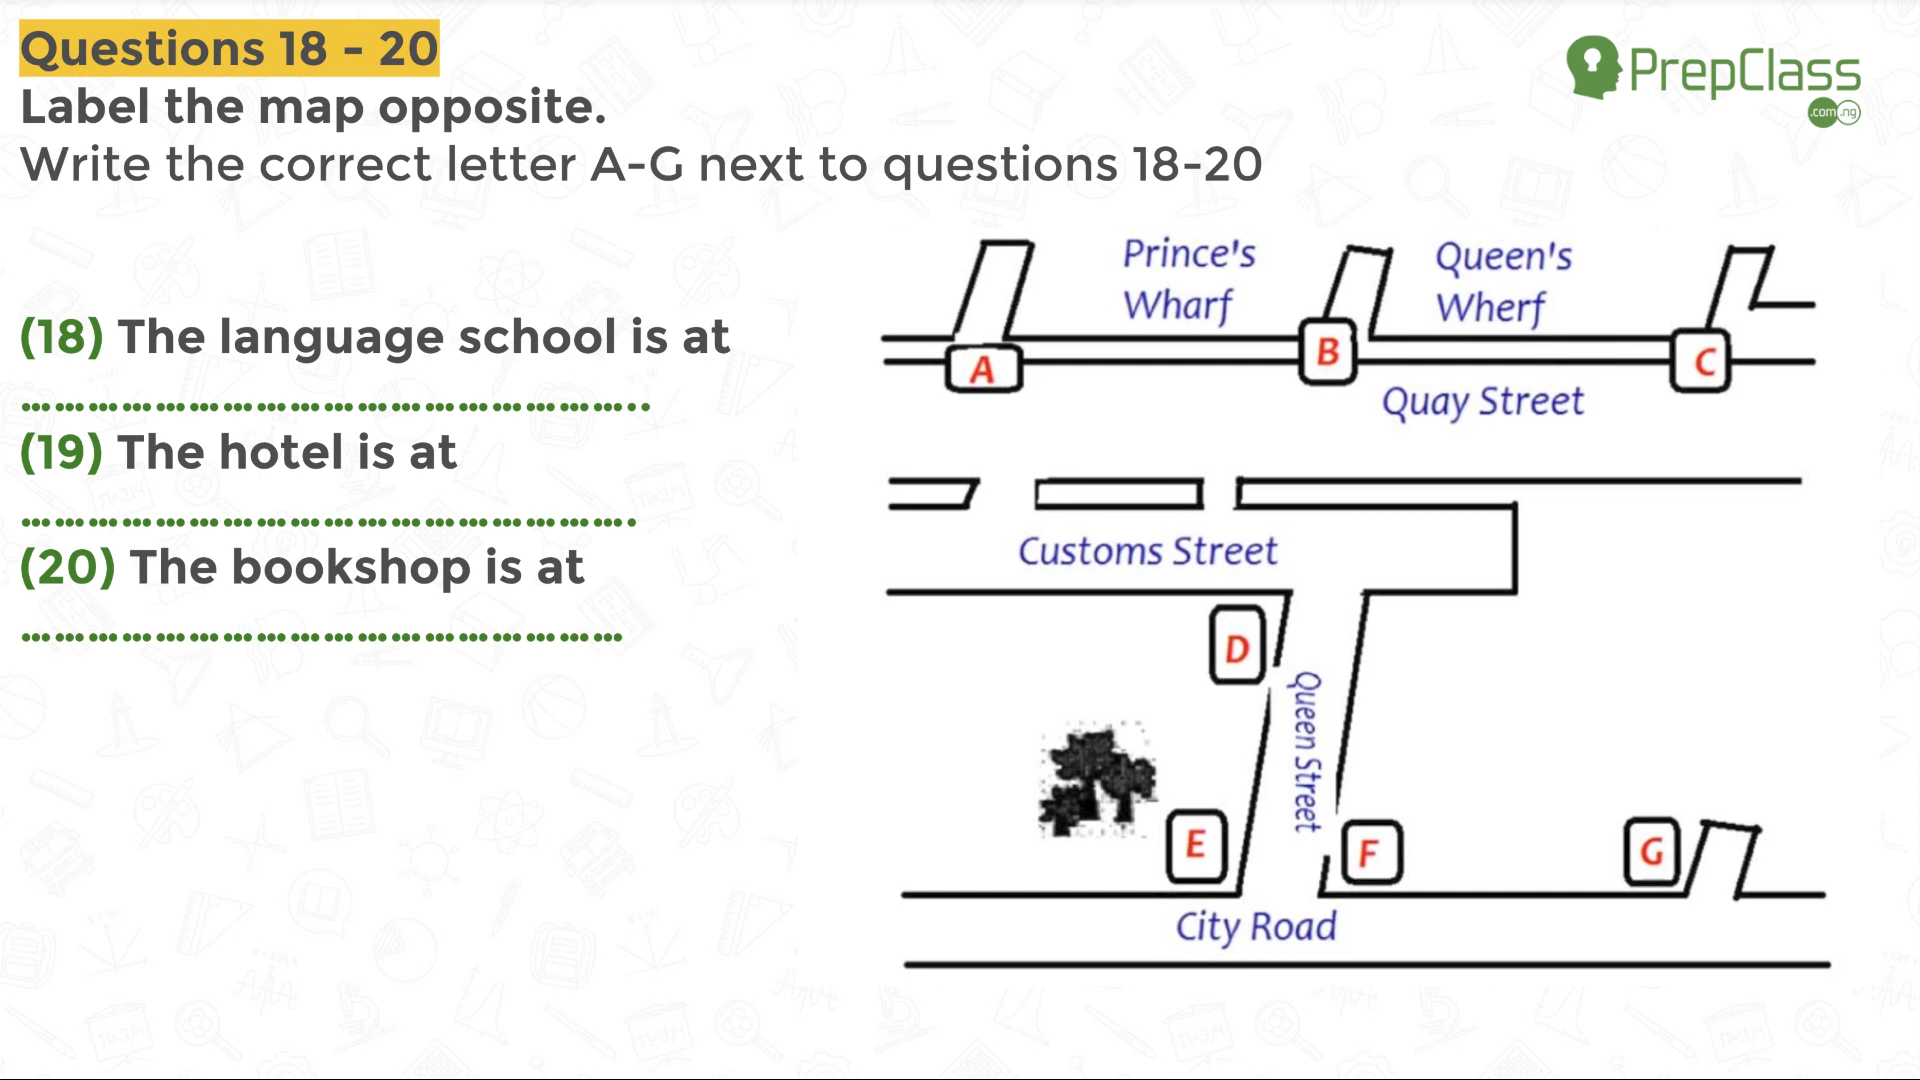 Questions 18 - 20
Label the map opposite.
Write the correct letter A-G next to questions 18-20
PrepClass
.com .ng
(18) The language school is at
……………………………………………………..
(19) The hotel is at
…………………………………………………….
(20) The bookshop is at
……………………………………………………
Prince's
Wharf
Queen's
Wherf
A
B
C
Quay Street
Customs Street
D
Queen Street
E
F
G
City Road